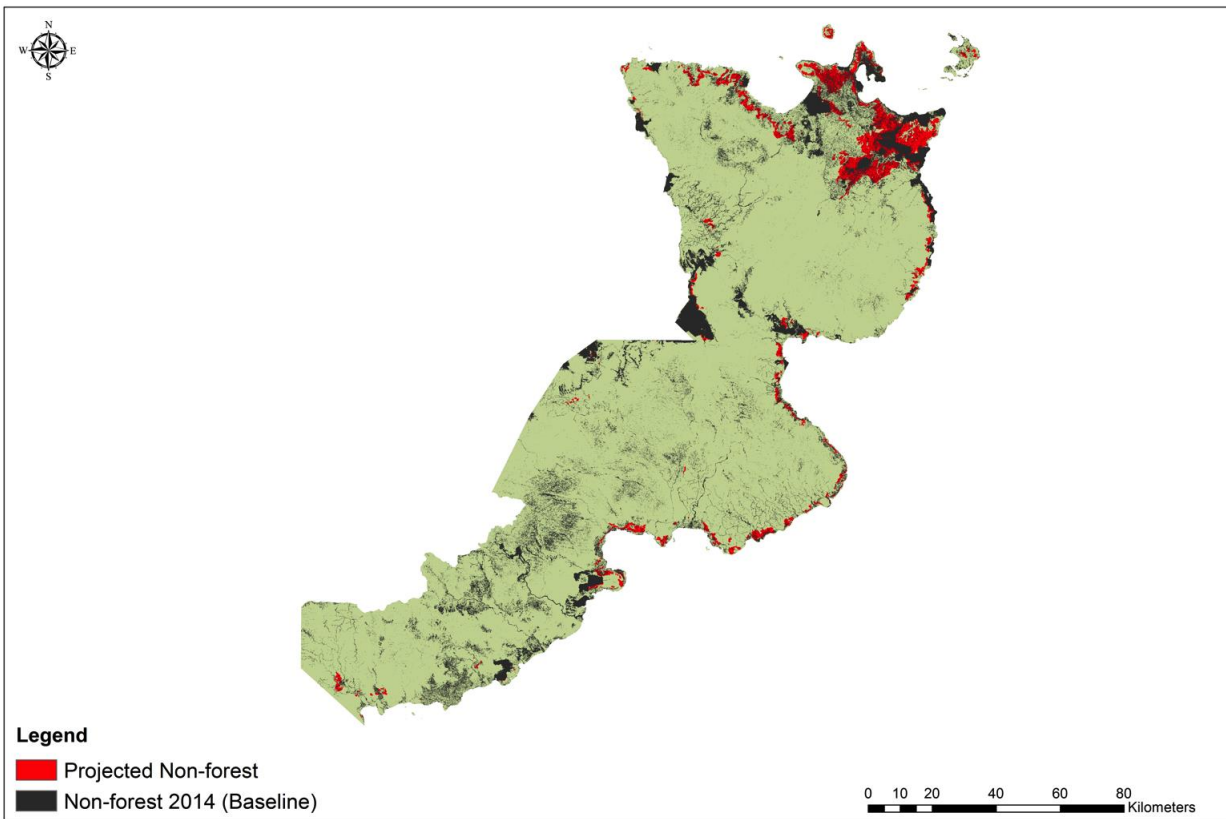 N
W E
S
Legend
Projected Non-forest
Non-forest 2014 (Baseline)
0 10 20 40 60 80
Kilometers